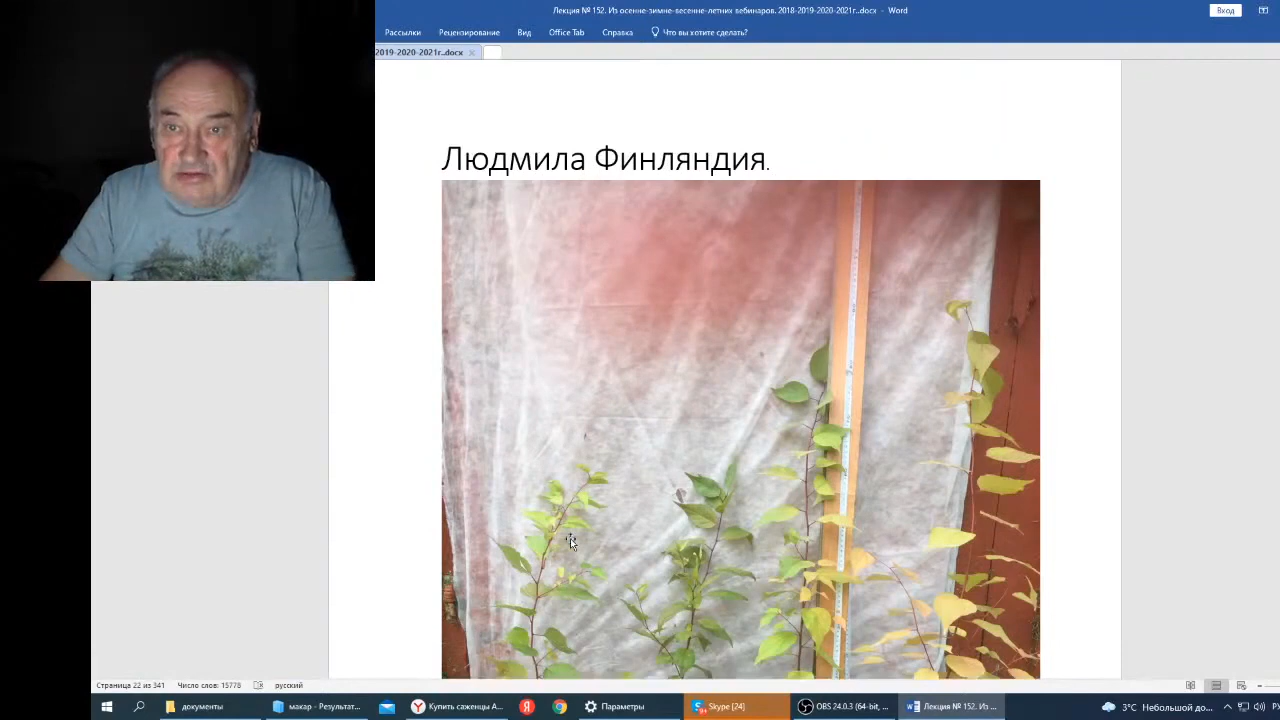 Лекция № 152. Из осенне-зимне-весенне-летних вебинаров. 2018-2019-2020-2021г..docx - Word
Вход
Рассылки Рецензирование Вид Office Tab Справка Что вы хотите сделать?
2019-2020-2021г..docx
Людмила Финляндия.
Страница 22 из 341 Число слов: 15778 русский
документы макар - Результат... Купить саженцы А... Параметры Skype [24] OBS 24.0.3 (64-bit, ... Лекция № 152. Из ... 3°C Небольшой до... РУС